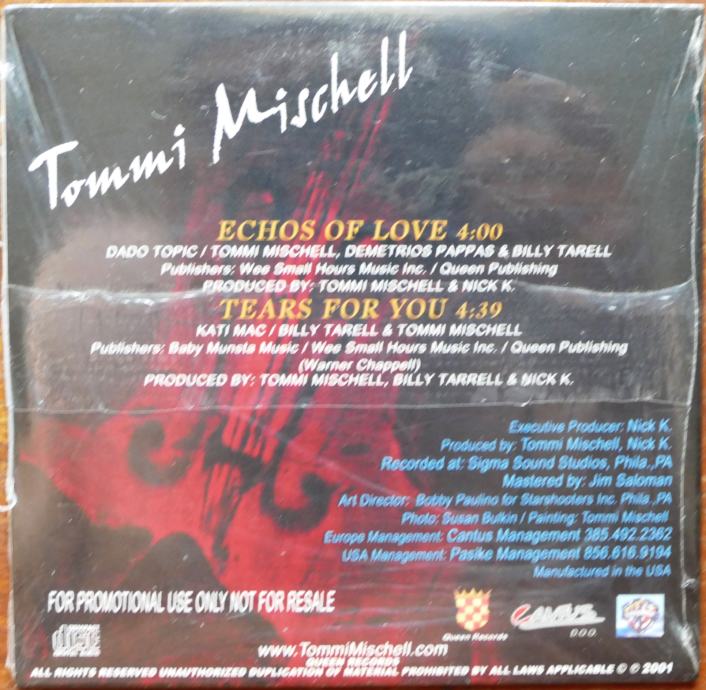 Tommi Mischell
ECHOS OF LOVE 4:00
DADO TOPIC / TOMMI MISCHELL, DEMETRIOS PAPPAS & BILLY TARELL
Publishers: Wee Small Hours Music Inc. / Queen Publishing
PRODUCED BY: TOMMI MISCHELL & NICK K.
TEARS FOR YOU 4:39
KATI MAC / BILLY TARELL & TOMMI MISCHELL
Publishers: Baby Munsta Music / Wee Small Hours Music Inc. / Queen Publishing
(Warner Chappell)
PRODUCED BY: TOMMI MISCHELL, BILLY TARRELL & NICK K.
Executive Producer: Nick K.
Produced by: Tommi Mischell, Nick K.
Recorded at: Sigma Sound Studios, Phila.,PA
Mastered by: Jim Saloman
Art Director: Bobby Paulino for Starshooters Inc. Phila.,PA
Photo: Susan Bulkin / Painting: Tommi Mischell
Europe Management: Cantus Management 385.492.2362
USA Management: Pasike Management 856.616.9194
Manufactured in the USA
FOR PROMOTIONAL USE ONLY NOT FOR RESALE
Queen Records
CANTUS
D.O.O.
disc
www.TommiMischell.com
QUEEN RECORDS
ALL RIGHTS RESERVED UNAUTHORIZED DUPLICATION OF MATERIAL PROHIBITED BY ALL LAWS APPLICABLE © ℗ 2001